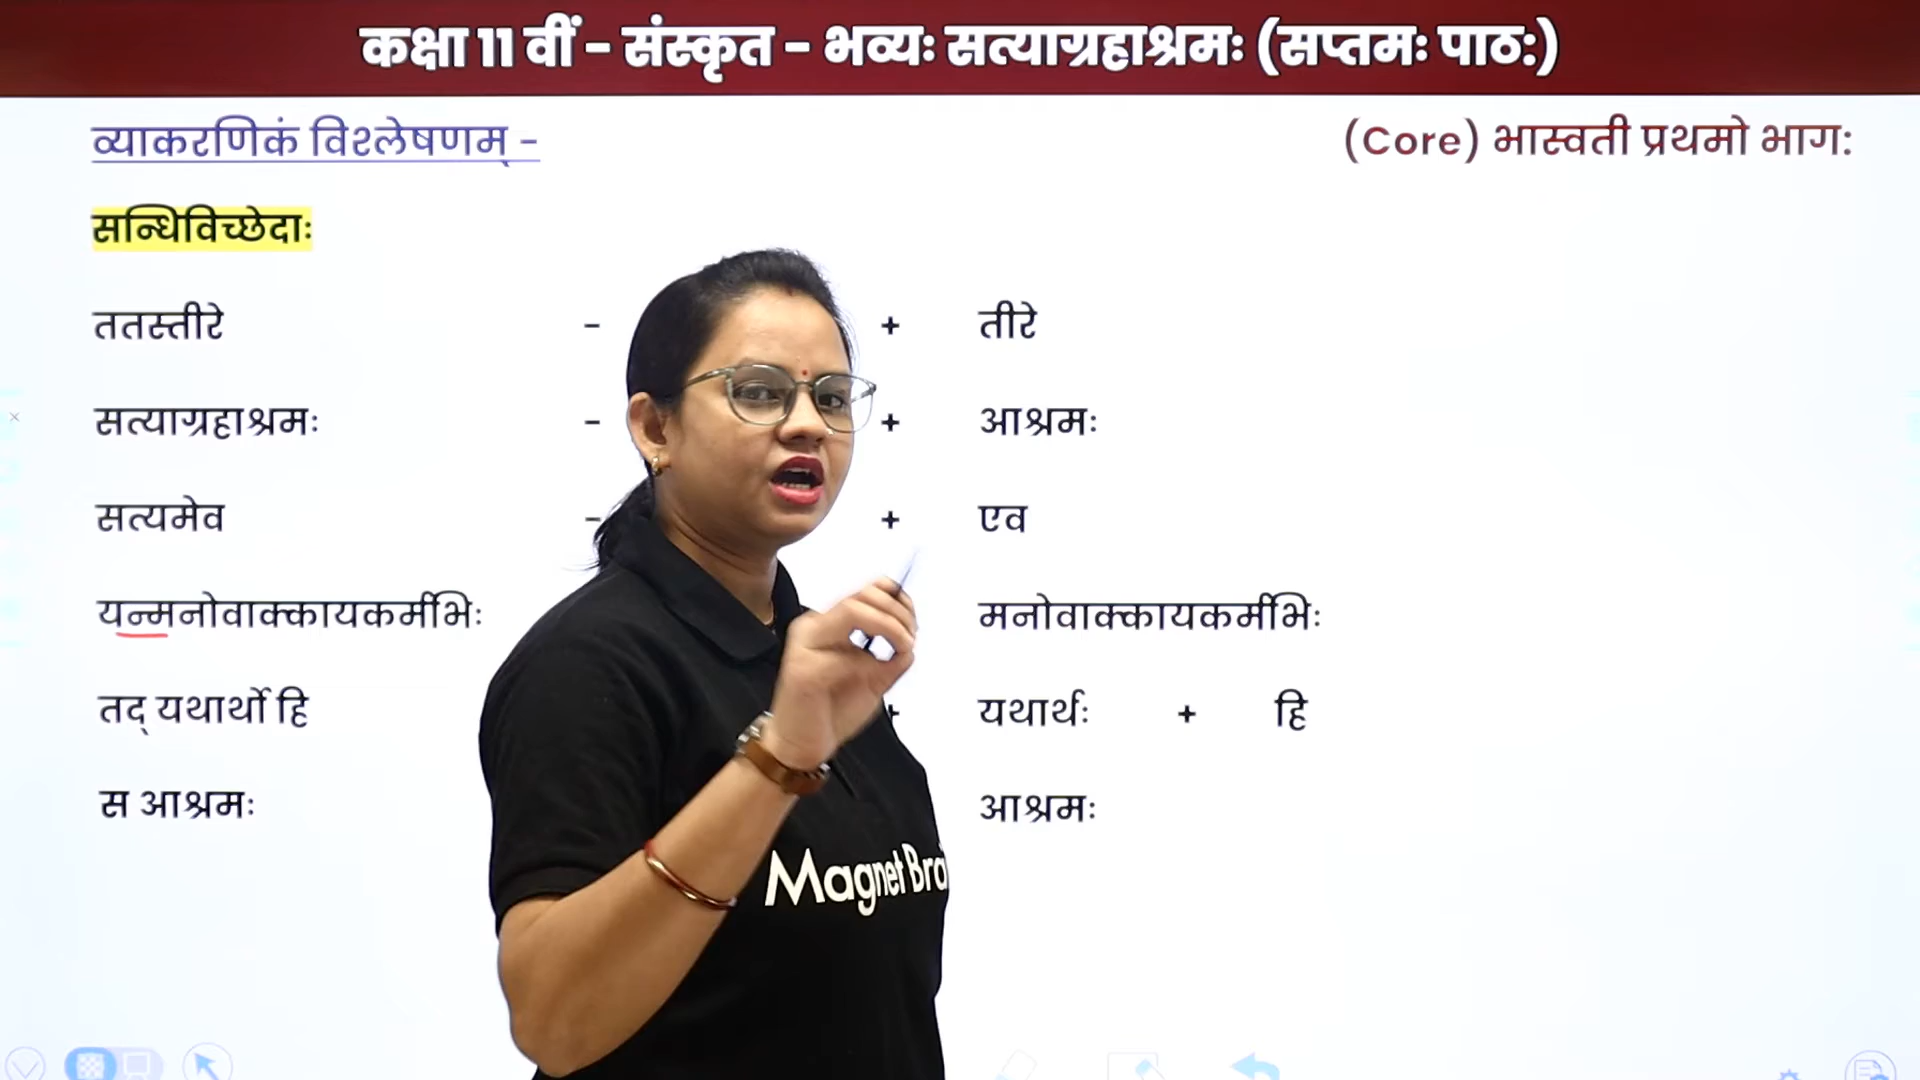 कक्षा 11 वीं - संस्कृत - भव्यः सत्याग्रहाश्रमः (सप्तमः पाठ:)
व्याकरणिकं विश्लेषणम् -
(Core) भास्वती प्रथमो भाग:
सन्धिविच्छेदाः
ततस्तीरे - + तीरे
सत्याग्रहाश्रमः - + आश्रमः
सत्यमेव - + एव
यन्मनोवाक्कायकर्मभिः मनोवाक्कायकर्मभिः
तद् यथार्थो हि + यथार्थः + हि
स आश्रमः आश्रमः
Magnet Bra